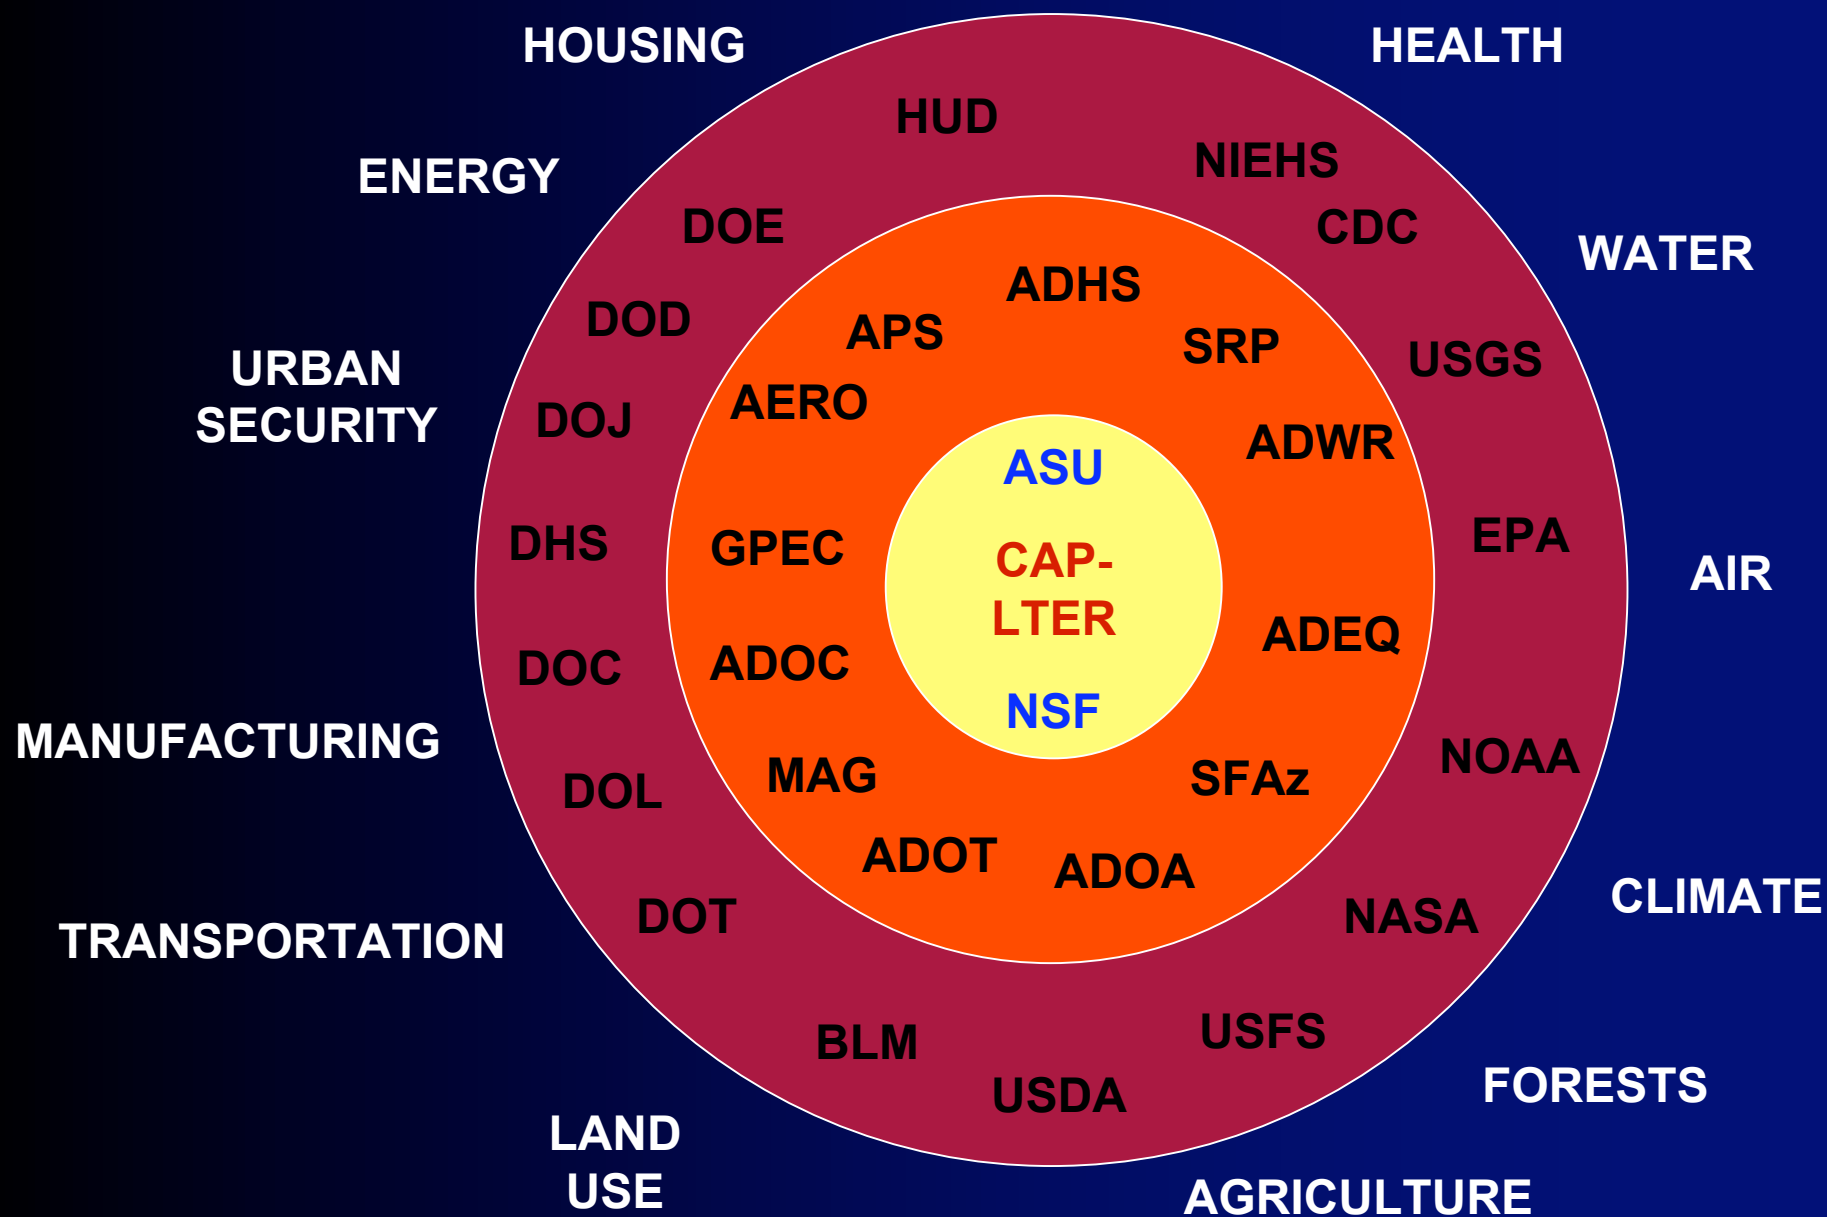 HOUSING
HEALTH
HUD
NIEHS
ENERGY
DOE
CDC
WATER
ADHS
DOD
APS
SRP
USGS
URBAN
SECURITY
DOJ
AERO
ADWR
ASU
DHS
GPEC
CAP-
LTER
EPA
AIR
ADEQ
DOC
ADOC
NSF
MANUFACTURING
NOAA
MAG
SFAz
DOL
ADOT
ADOA
CLIMATE
DOT
NASA
TRANSPORTATION
USFS
BLM
FORESTS
USDA
LAND
USE
AGRICULTURE